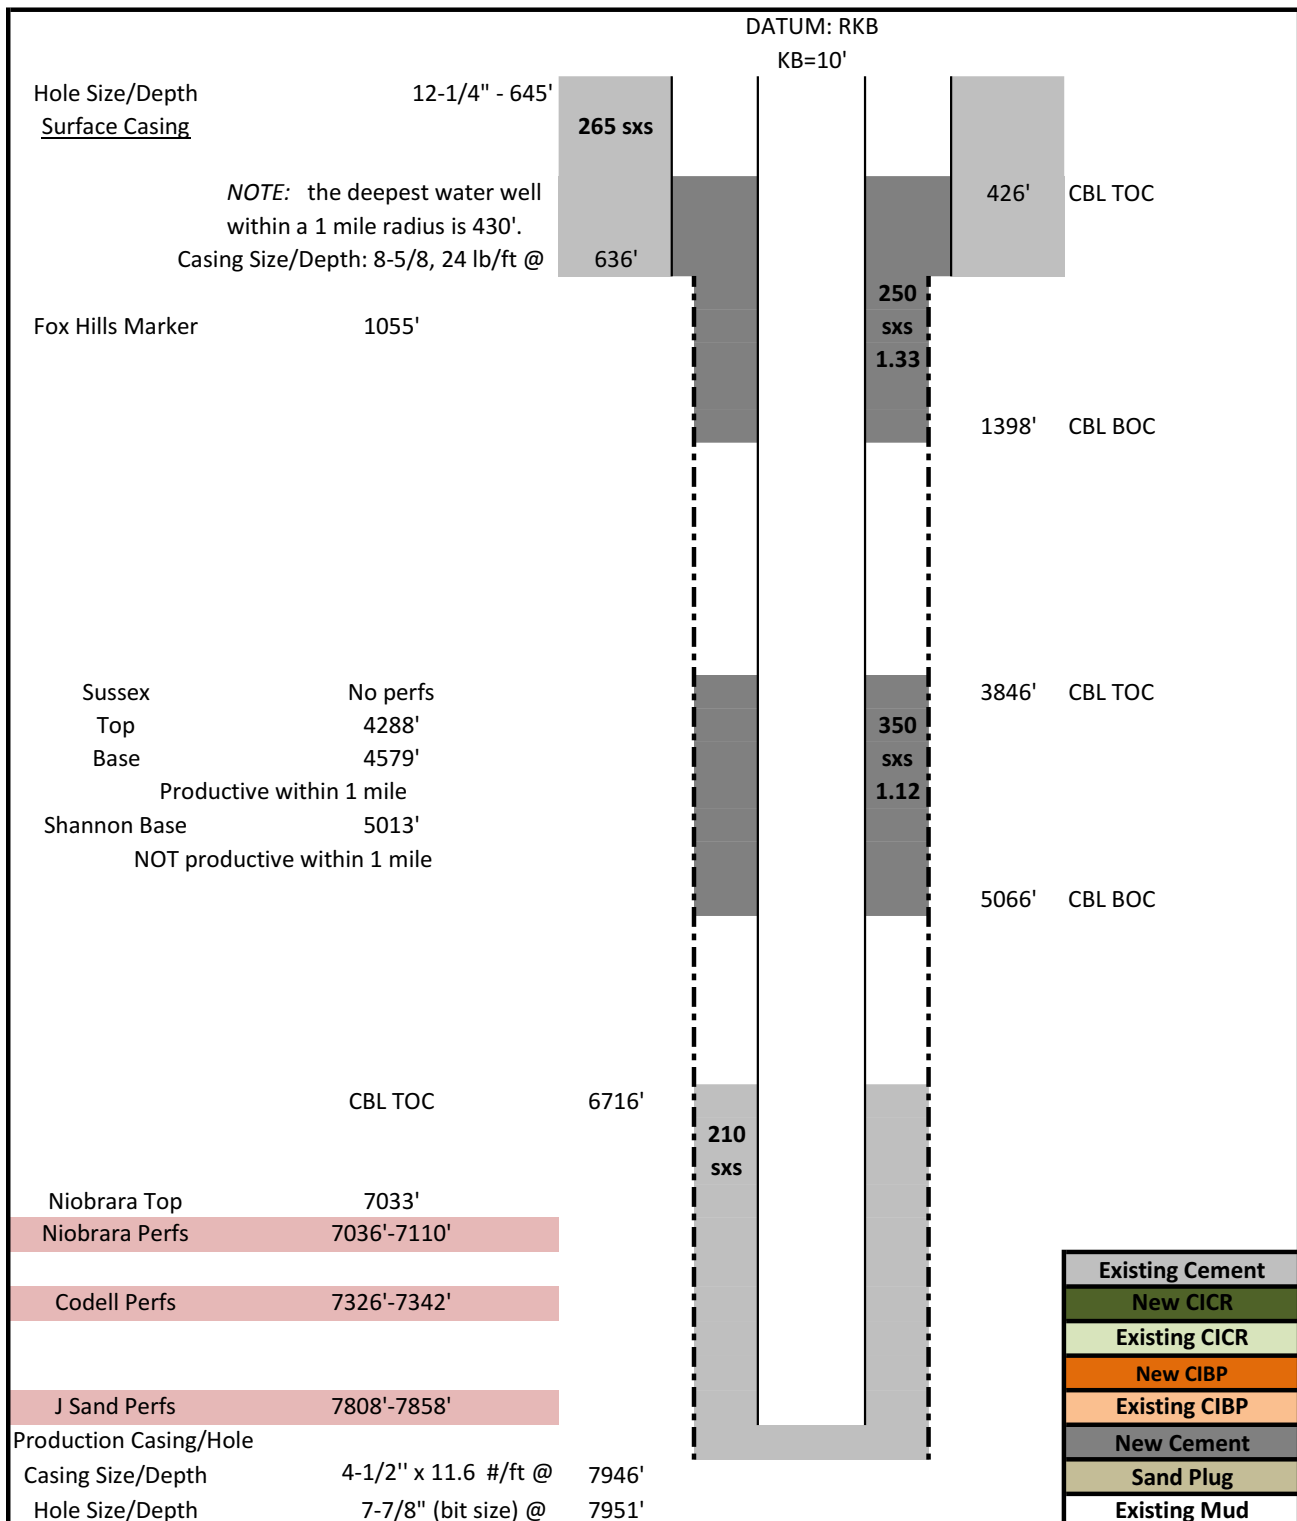 DATUM: RKB
KB=10'
Hole Size/Depth 12-1/4" - 645'
Surface Casing 265 sxs
NOTE: the deepest water well 426' CBL TOC
within a 1 mile radius is 430'.
Casing Size/Depth: 8-5/8, 24 lb/ft @ 636'
250
Fox Hills Marker 1055' sxs
1.33
1398' CBL BOC
Sussex No perfs 3846' CBL TOC
Top 4288' 350
Base 4579' sxs
Productive within 1 mile 1.12
Shannon Base 5013'
NOT productive within 1 mile
5066' CBL BOC
CBL TOC 6716'
210
sxs
Niobrara Top 7033'
Niobrara Perfs 7036'-7110'
Existing Cement
Codell Perfs 7326'-7342' New CICR
Existing CICR
New CIBP
J Sand Perfs 7808'-7858' Existing CIBP
Production Casing/Hole New Cement
Casing Size/Depth 4-1/2'' x 11.6 #/ft @ 7946' Sand Plug
Hole Size/Depth 7-7/8" (bit size) @ 7951' Existing Mud